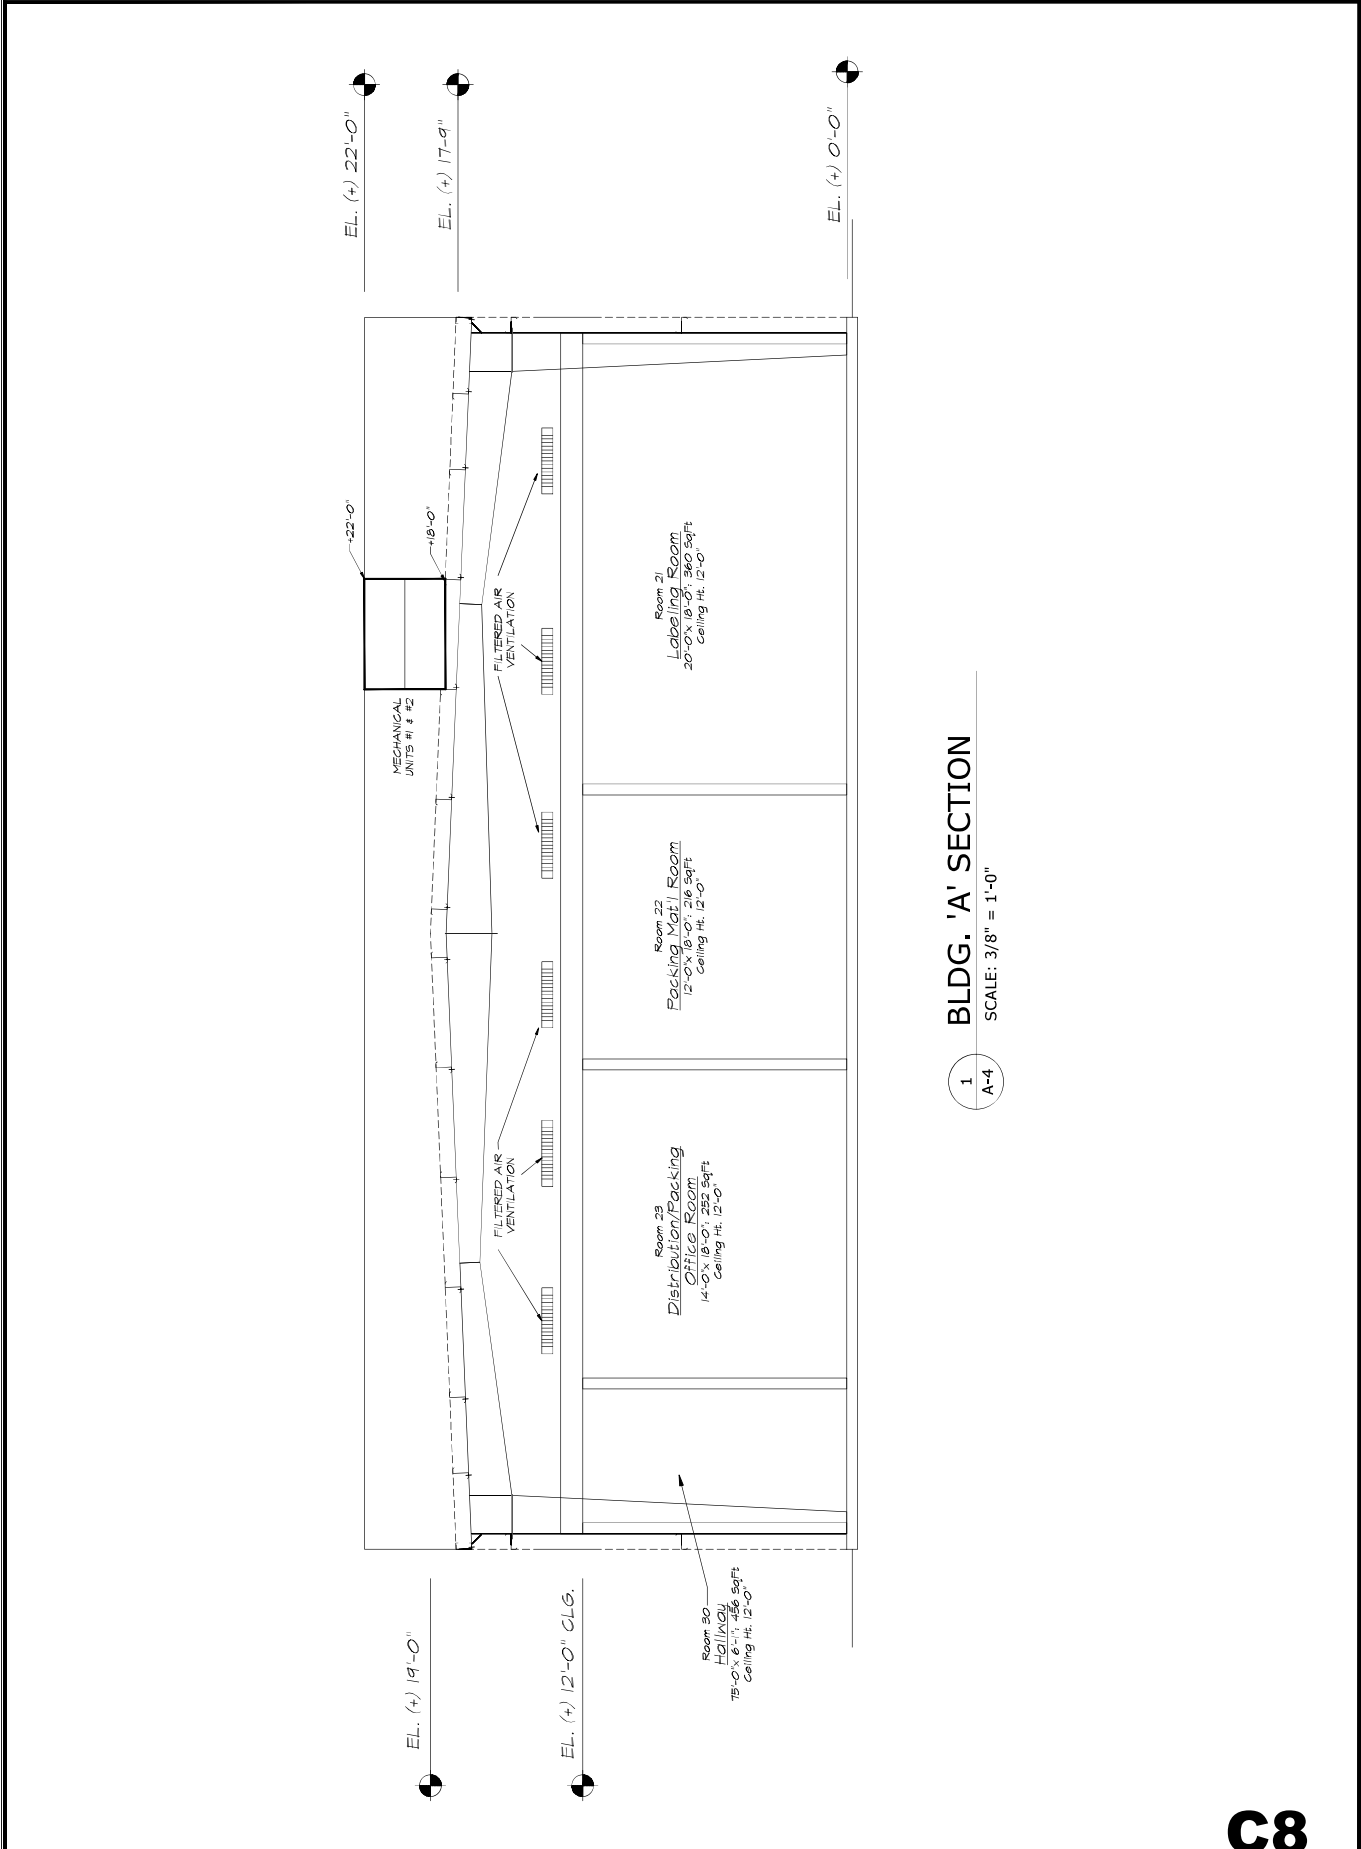 EL. (+) 22'-0"
EL. (+) 17'-9"
EL. (+) 0'-0"
EL. (+) 19'-0"
EL. (+) 12'-0" CLG.
+22'-0"
+18'-0"
MECHANICAL
UNITS #1 & #2
FILTERED AIR
VENTILATION
FILTERED AIR
VENTILATION
Room 30
Hallway
75'-0"x 6'-1": 456 SqFt
Ceiling Ht. 12'-0"
Room 23
Distribution/Packing
Office Room
14'-0"x 18'-0": 252 SqFt
Ceiling Ht. 12'-0"
Room 22
Packing Mat'l Room
12'-0"x 18'-0": 216 SqFt
Ceiling Ht. 12'-0"
Room 21
Labeling Room
20'-0"x 18'-0": 360 SqFt
Ceiling Ht. 12'-0"
1
A-4
BLDG. 'A' SECTION
SCALE: 3/8" = 1'-0"
C8